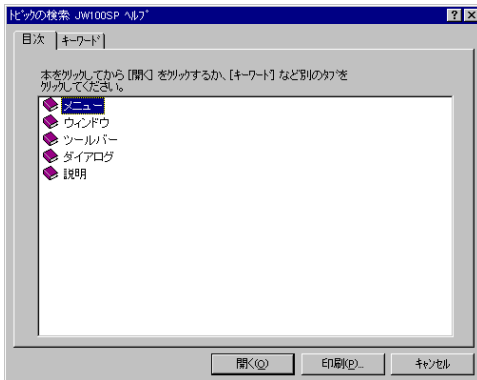 ﾄﾋﾟｯｸの検索 JW100SP ﾍﾙﾌﾟ
目次
ｷｰﾜｰﾄﾞ
本をｸﾘｯｸしてから [開く] をｸﾘｯｸするか、[ｷｰﾜｰﾄﾞ] など別のﾀﾌﾞを
ｸﾘｯｸしてください。
メニュー
ウィンドウ
ツールバー
ダイアログ
説明
開く(O)
印刷(P)...
ｷｬﾝｾﾙ